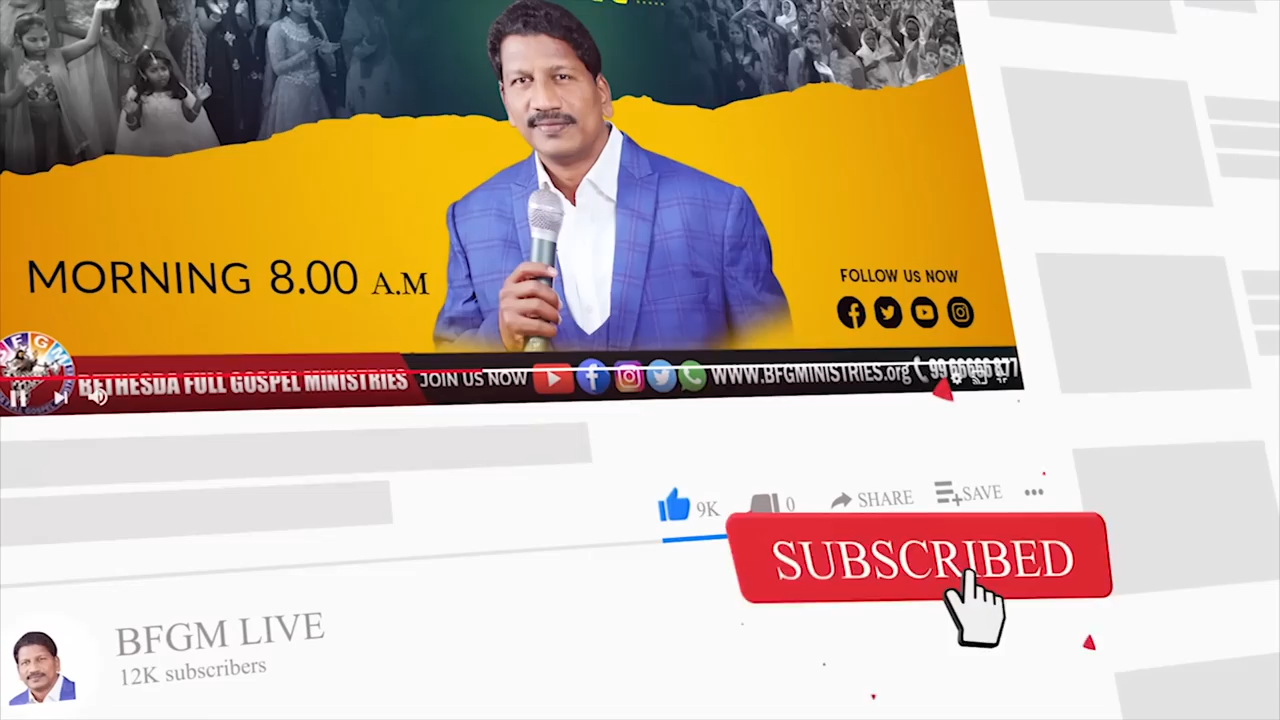 MORNING 8.00 A.M
FOLLOW US NOW
BFGM
BETHESDA FULL GOSPEL MINISTRIES
JOIN US NOW
WWW.BFGMINISTRIES.org
9K
0
SHARE
SAVE
SUBSCRIBED
BFGM LIVE
12K subscribers